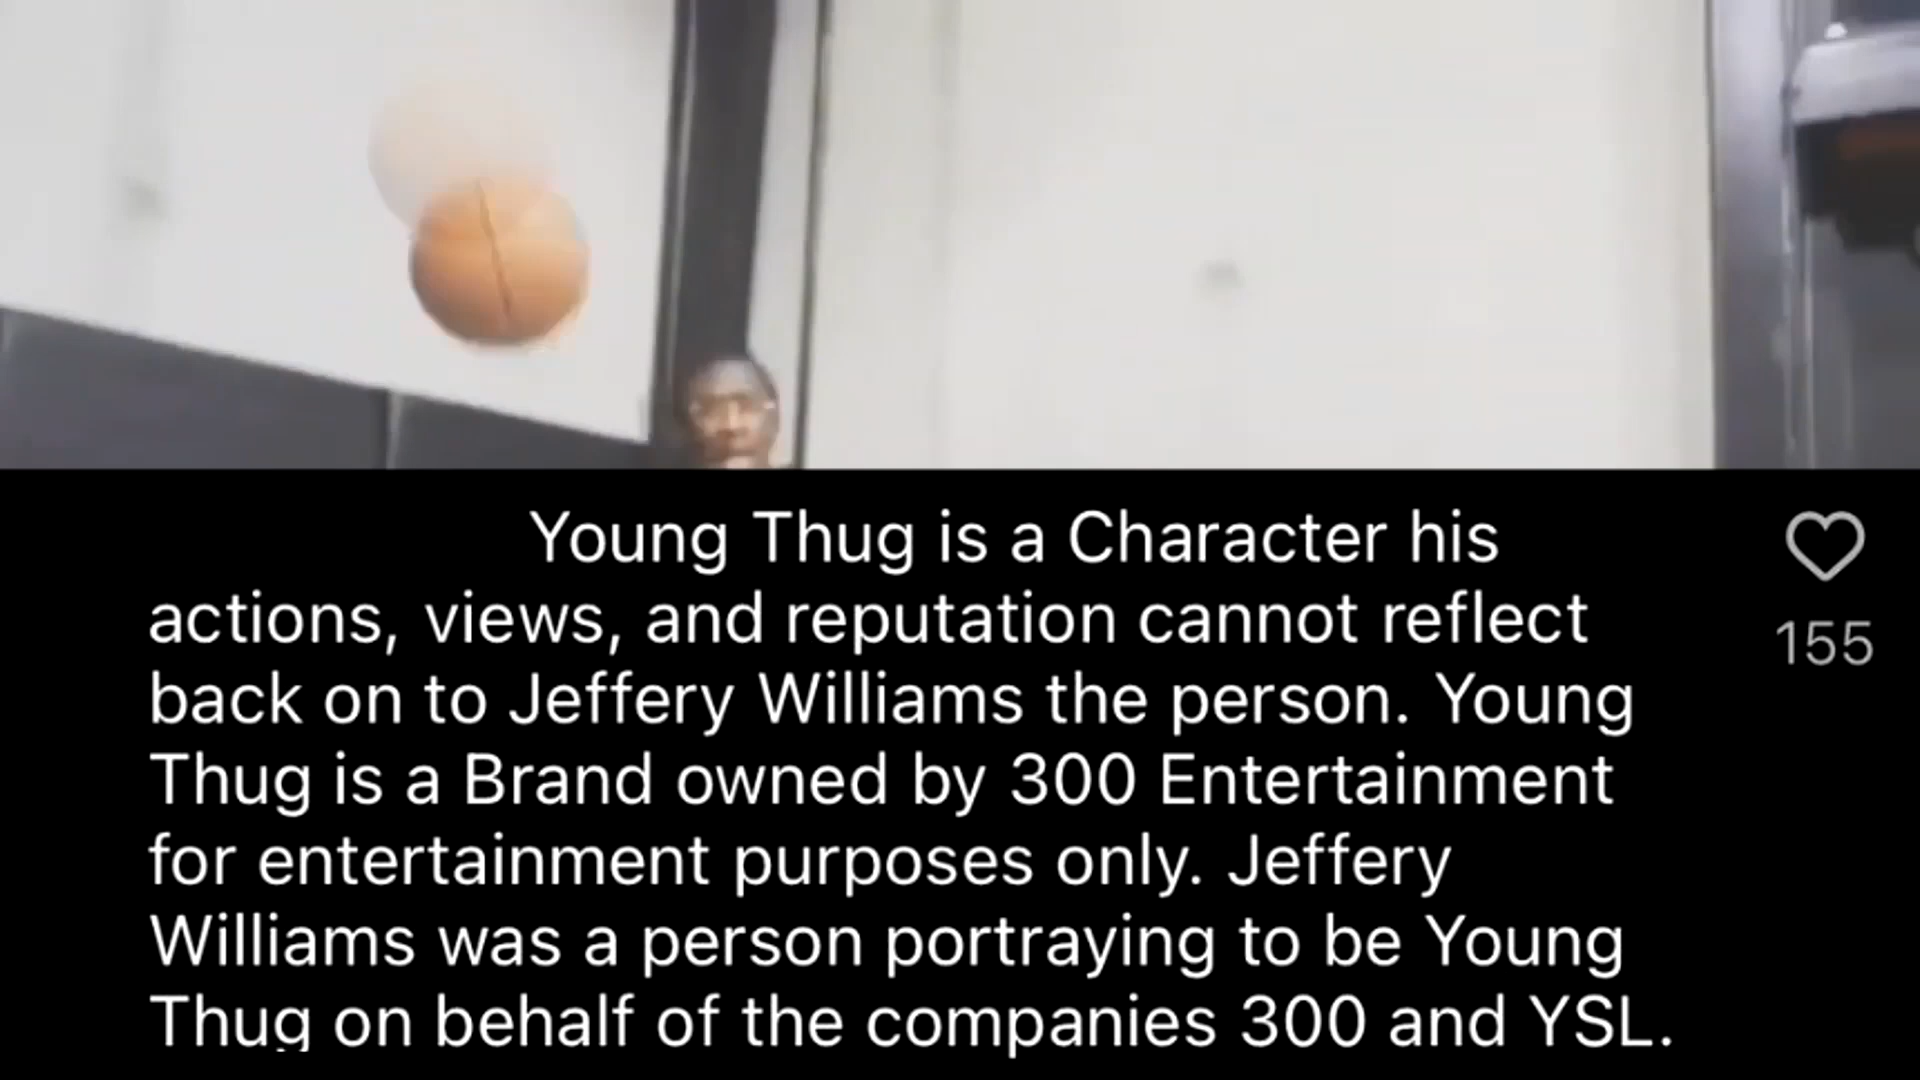 Young Thug is a Character his
actions, views, and reputation cannot reflect
back on to Jeffery Williams the person. Young
Thug is a Brand owned by 300 Entertainment
for entertainment purposes only. Jeffery
Williams was a person portraying to be Young
Thug on behalf of the companies 300 and YSL.
155